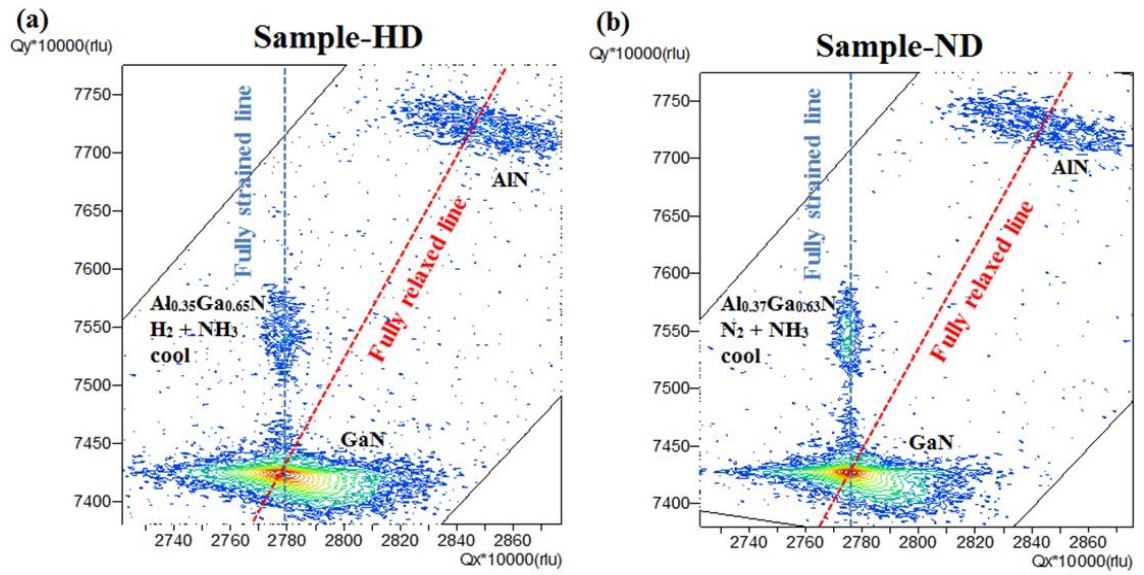 (a)
Sample-HD
Qy*10000(rlu)
7750
7700
7650
7600
7550
7500
7450
7400
Fully strained line
Fully relaxed line
AlN
Al0.35Ga0.65N
H2 + NH3
cool
GaN
2740 2760 2780 2800 2820 2840 2860
Qx*10000(rlu)
(b)
Sample-ND
Qy*10000(rlu)
7750
7700
7650
7600
7550
7500
7450
7400
Fully strained line
Fully relaxed line
AlN
Al0.37Ga0.63N
N2 + NH3
cool
GaN
2740 2760 2780 2800 2820 2840 2860
Qx*10000(rlu)